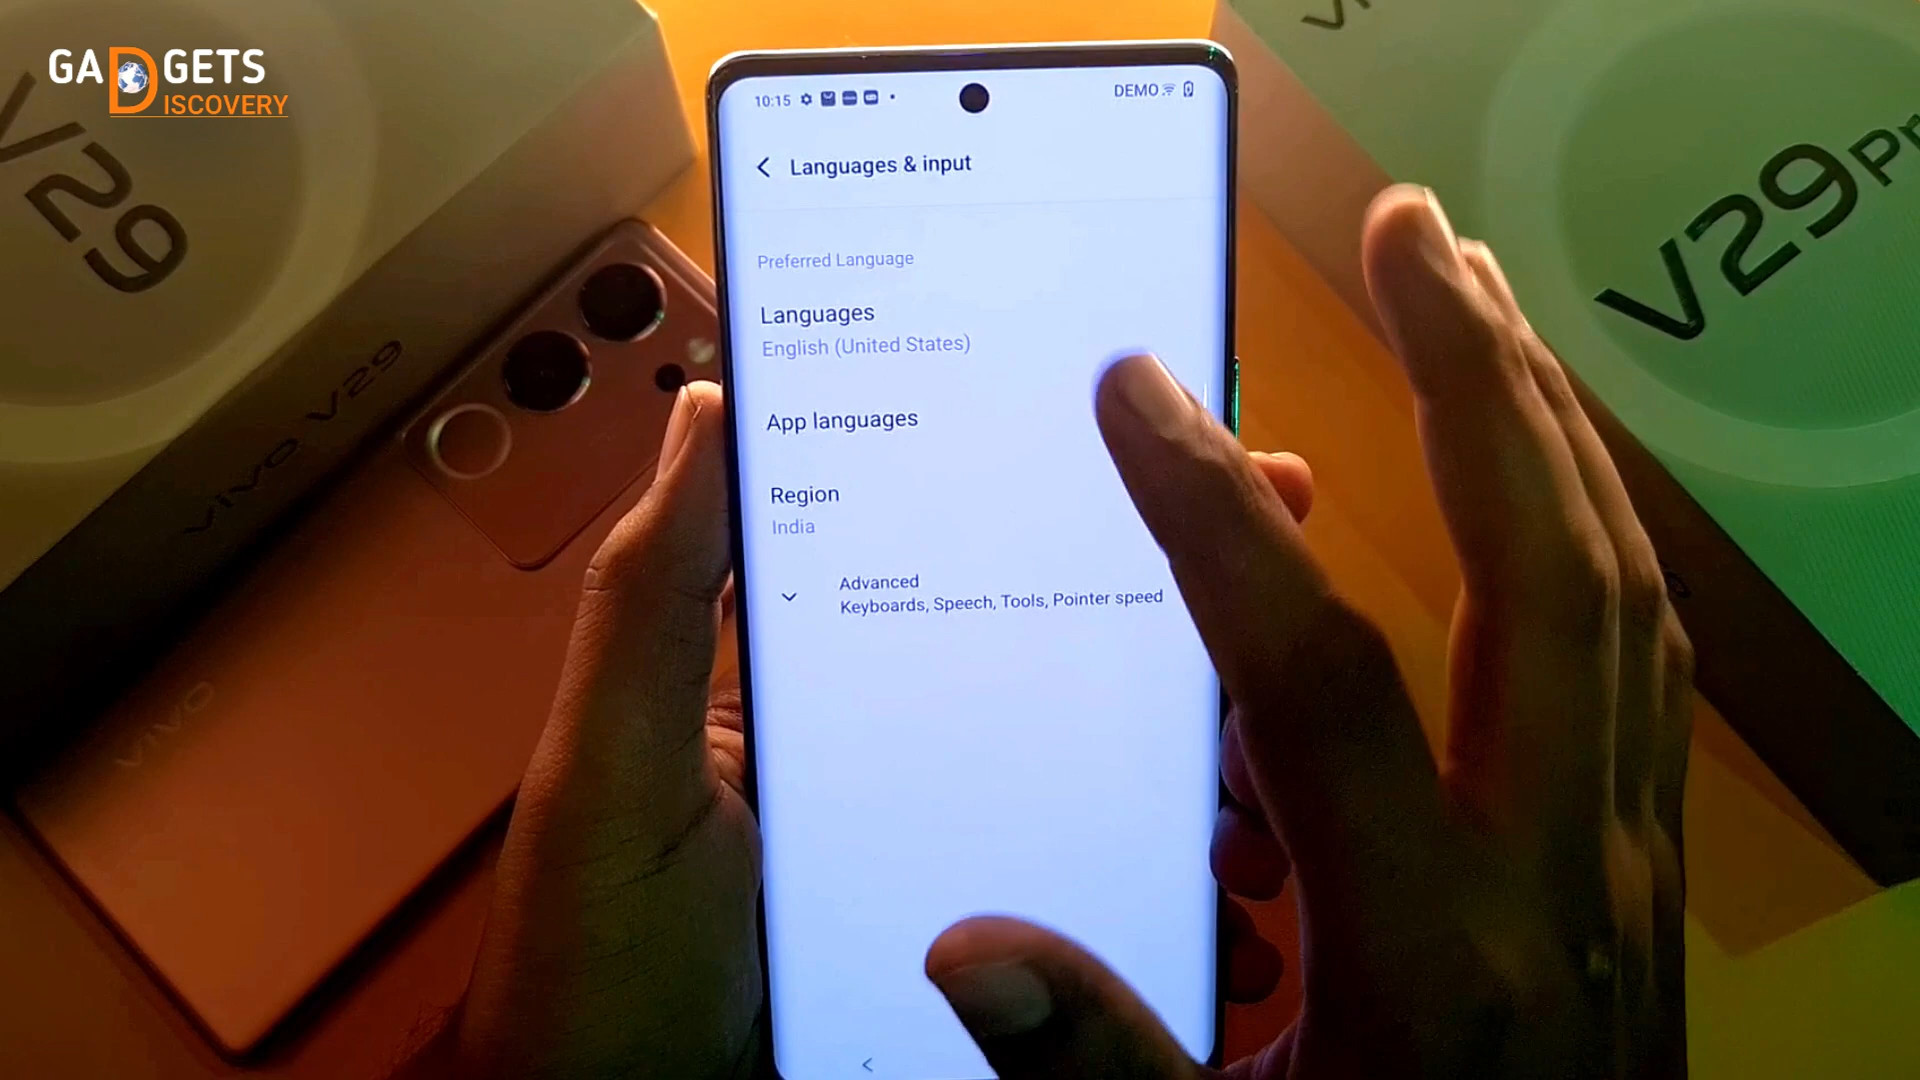 GADGETS
DISCOVERY
V29
vivo V29
vivo
10:15
DEMO
Languages & input
Preferred Language
Languages
English (United States)
App languages
Region
India
Advanced
Keyboards, Speech, Tools, Pointer speed
V29 Pr